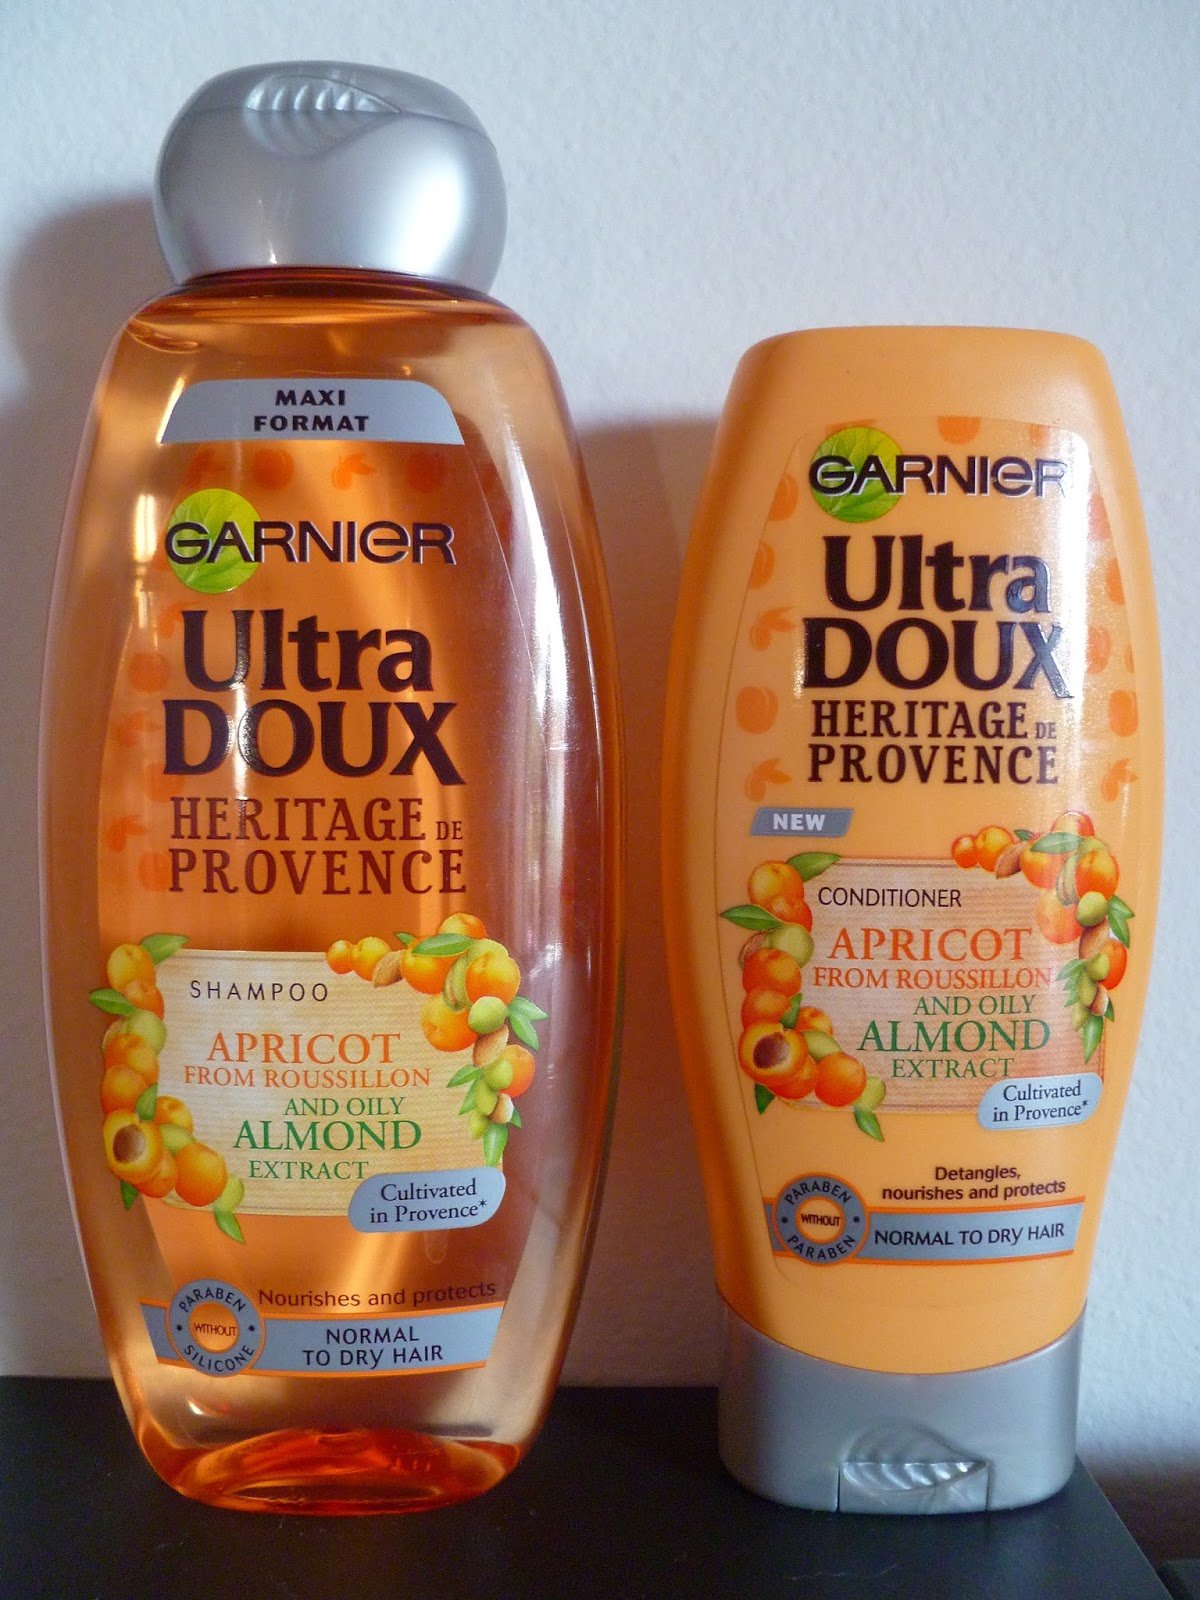 MAXI
FORMAT
GARNIER
Ultra
DOUX
HERITAGE DE
PROVENCE
SHAMPOO
APRICOT
FROM ROUSSILLON
AND OILY
ALMOND
EXTRACT
Cultivated
in Provence*
Nourishes and protects
PARABEN
WITHOUT
SILICONE
NORMAL
TO DRY HAIR
GARNIER
Ultra
DOUX
HERITAGE DE
PROVENCE
NEW
CONDITIONER
APRICOT
FROM ROUSSILLON
AND OILY
ALMOND
EXTRACT
Cultivated
in Provence*
Detangles,
nourishes and protects
PARABEN
WITHOUT
PARABEN
NORMAL TO DRY HAIR